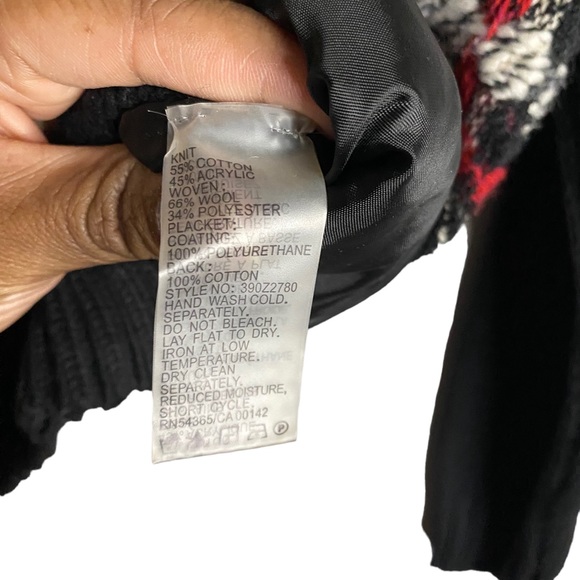 KNIT
55% COTTON
45% ACRYLIC
WOVEN:
66% WOOL
34% POLYESTER
PLACKET:
COATING:
100% POLYURETHANE
BACK:
100% COTTON
STYLE NO: 390Z2780
HAND WASH COLD.
SEPARATELY.
DO NOT BLEACH.
LAY FLAT TO DRY.
IRON AT LOW
TEMPERATURE.
DRY CLEAN
SEPARATELY.
REDUCED MOISTURE,
SHORT CYCLE.
RN54365/CA 00142
P